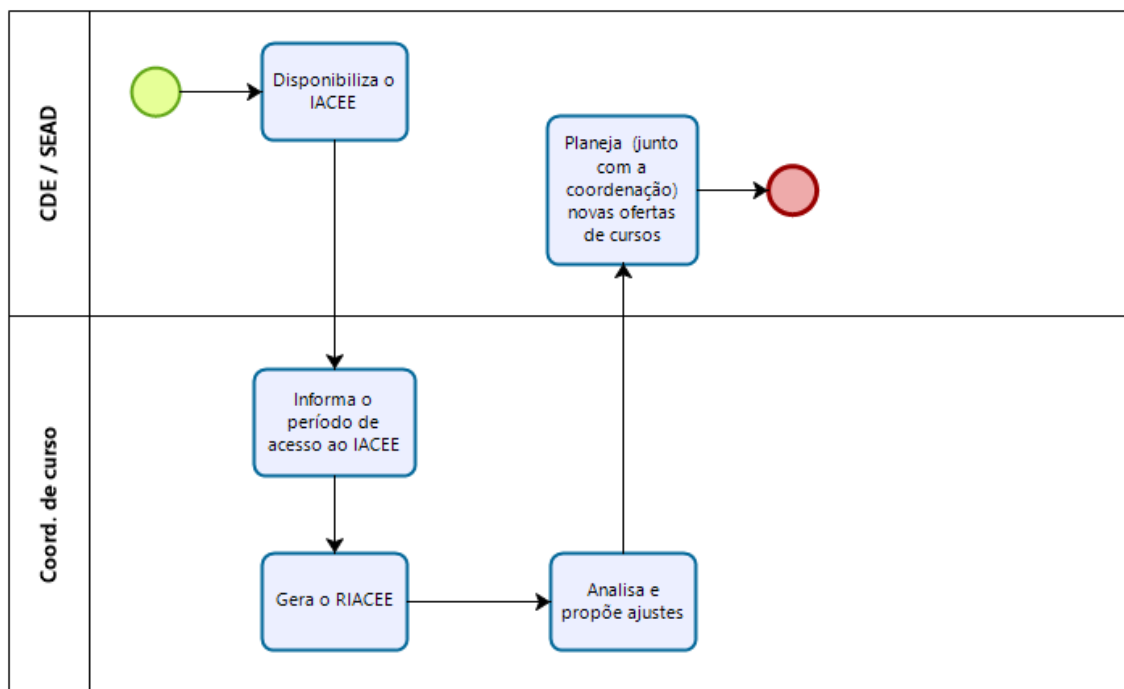 CDE / SEAD
Disponibiliza o
IACEE
Planeja (junto
com a
coordenação)
novas ofertas
de cursos
Coord. de curso
Informa o
período de
acesso ao IACEE
Gera o RIACEE
Analisa e
propõe ajustes